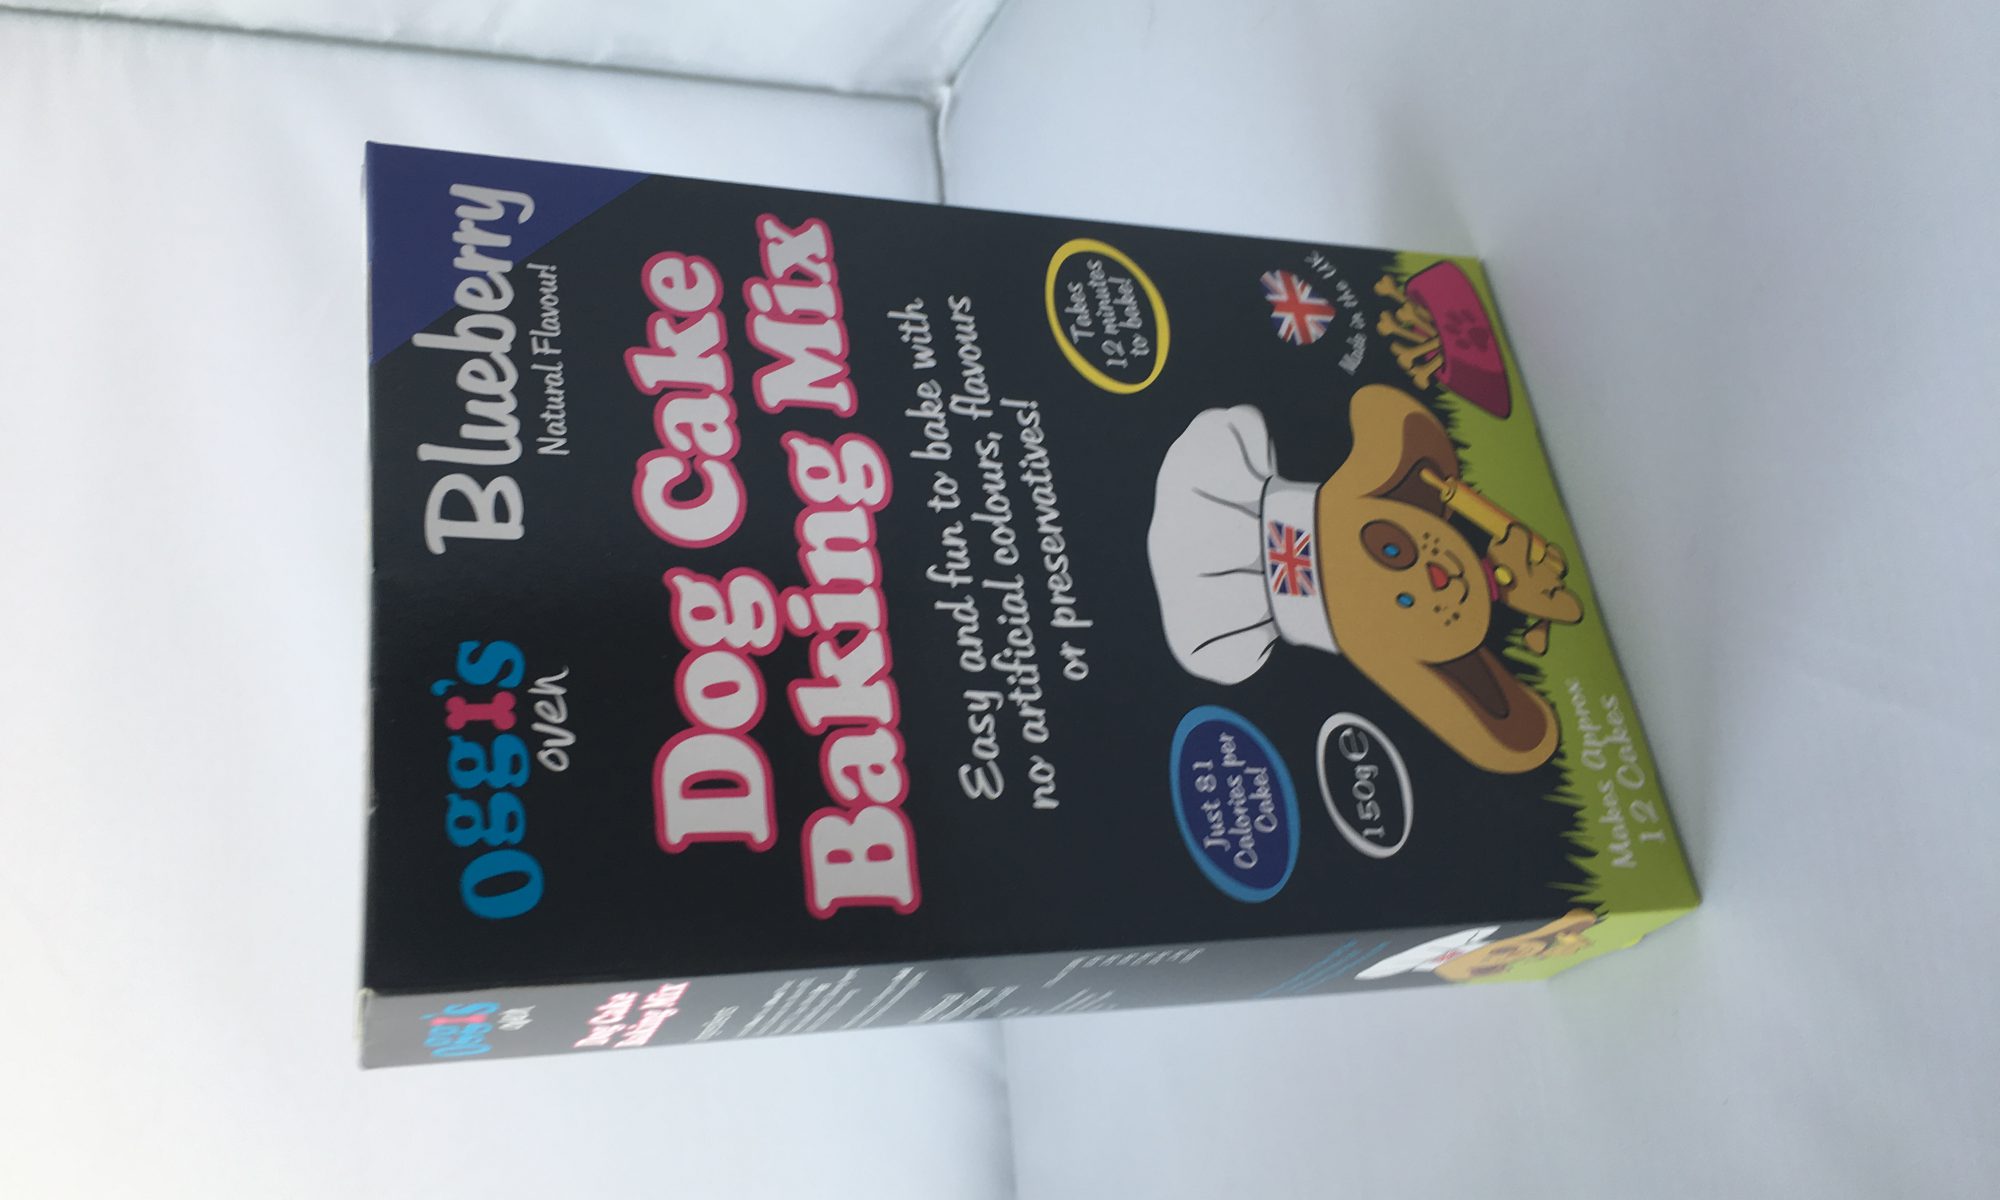 Oggi's
oven
Blueberry
Natural Flavour!
Dog Cake
Baking Mix
Easy and fun to bake with
no artificial colours, flavours
or preservatives!
Takes
12 minutes
to bake!
Just 81
Calories per
Cake!
150g℮
Made in the UK
Makes approx
12 Cakes
Oggi's
oven
Dog Cake
Baking Mix